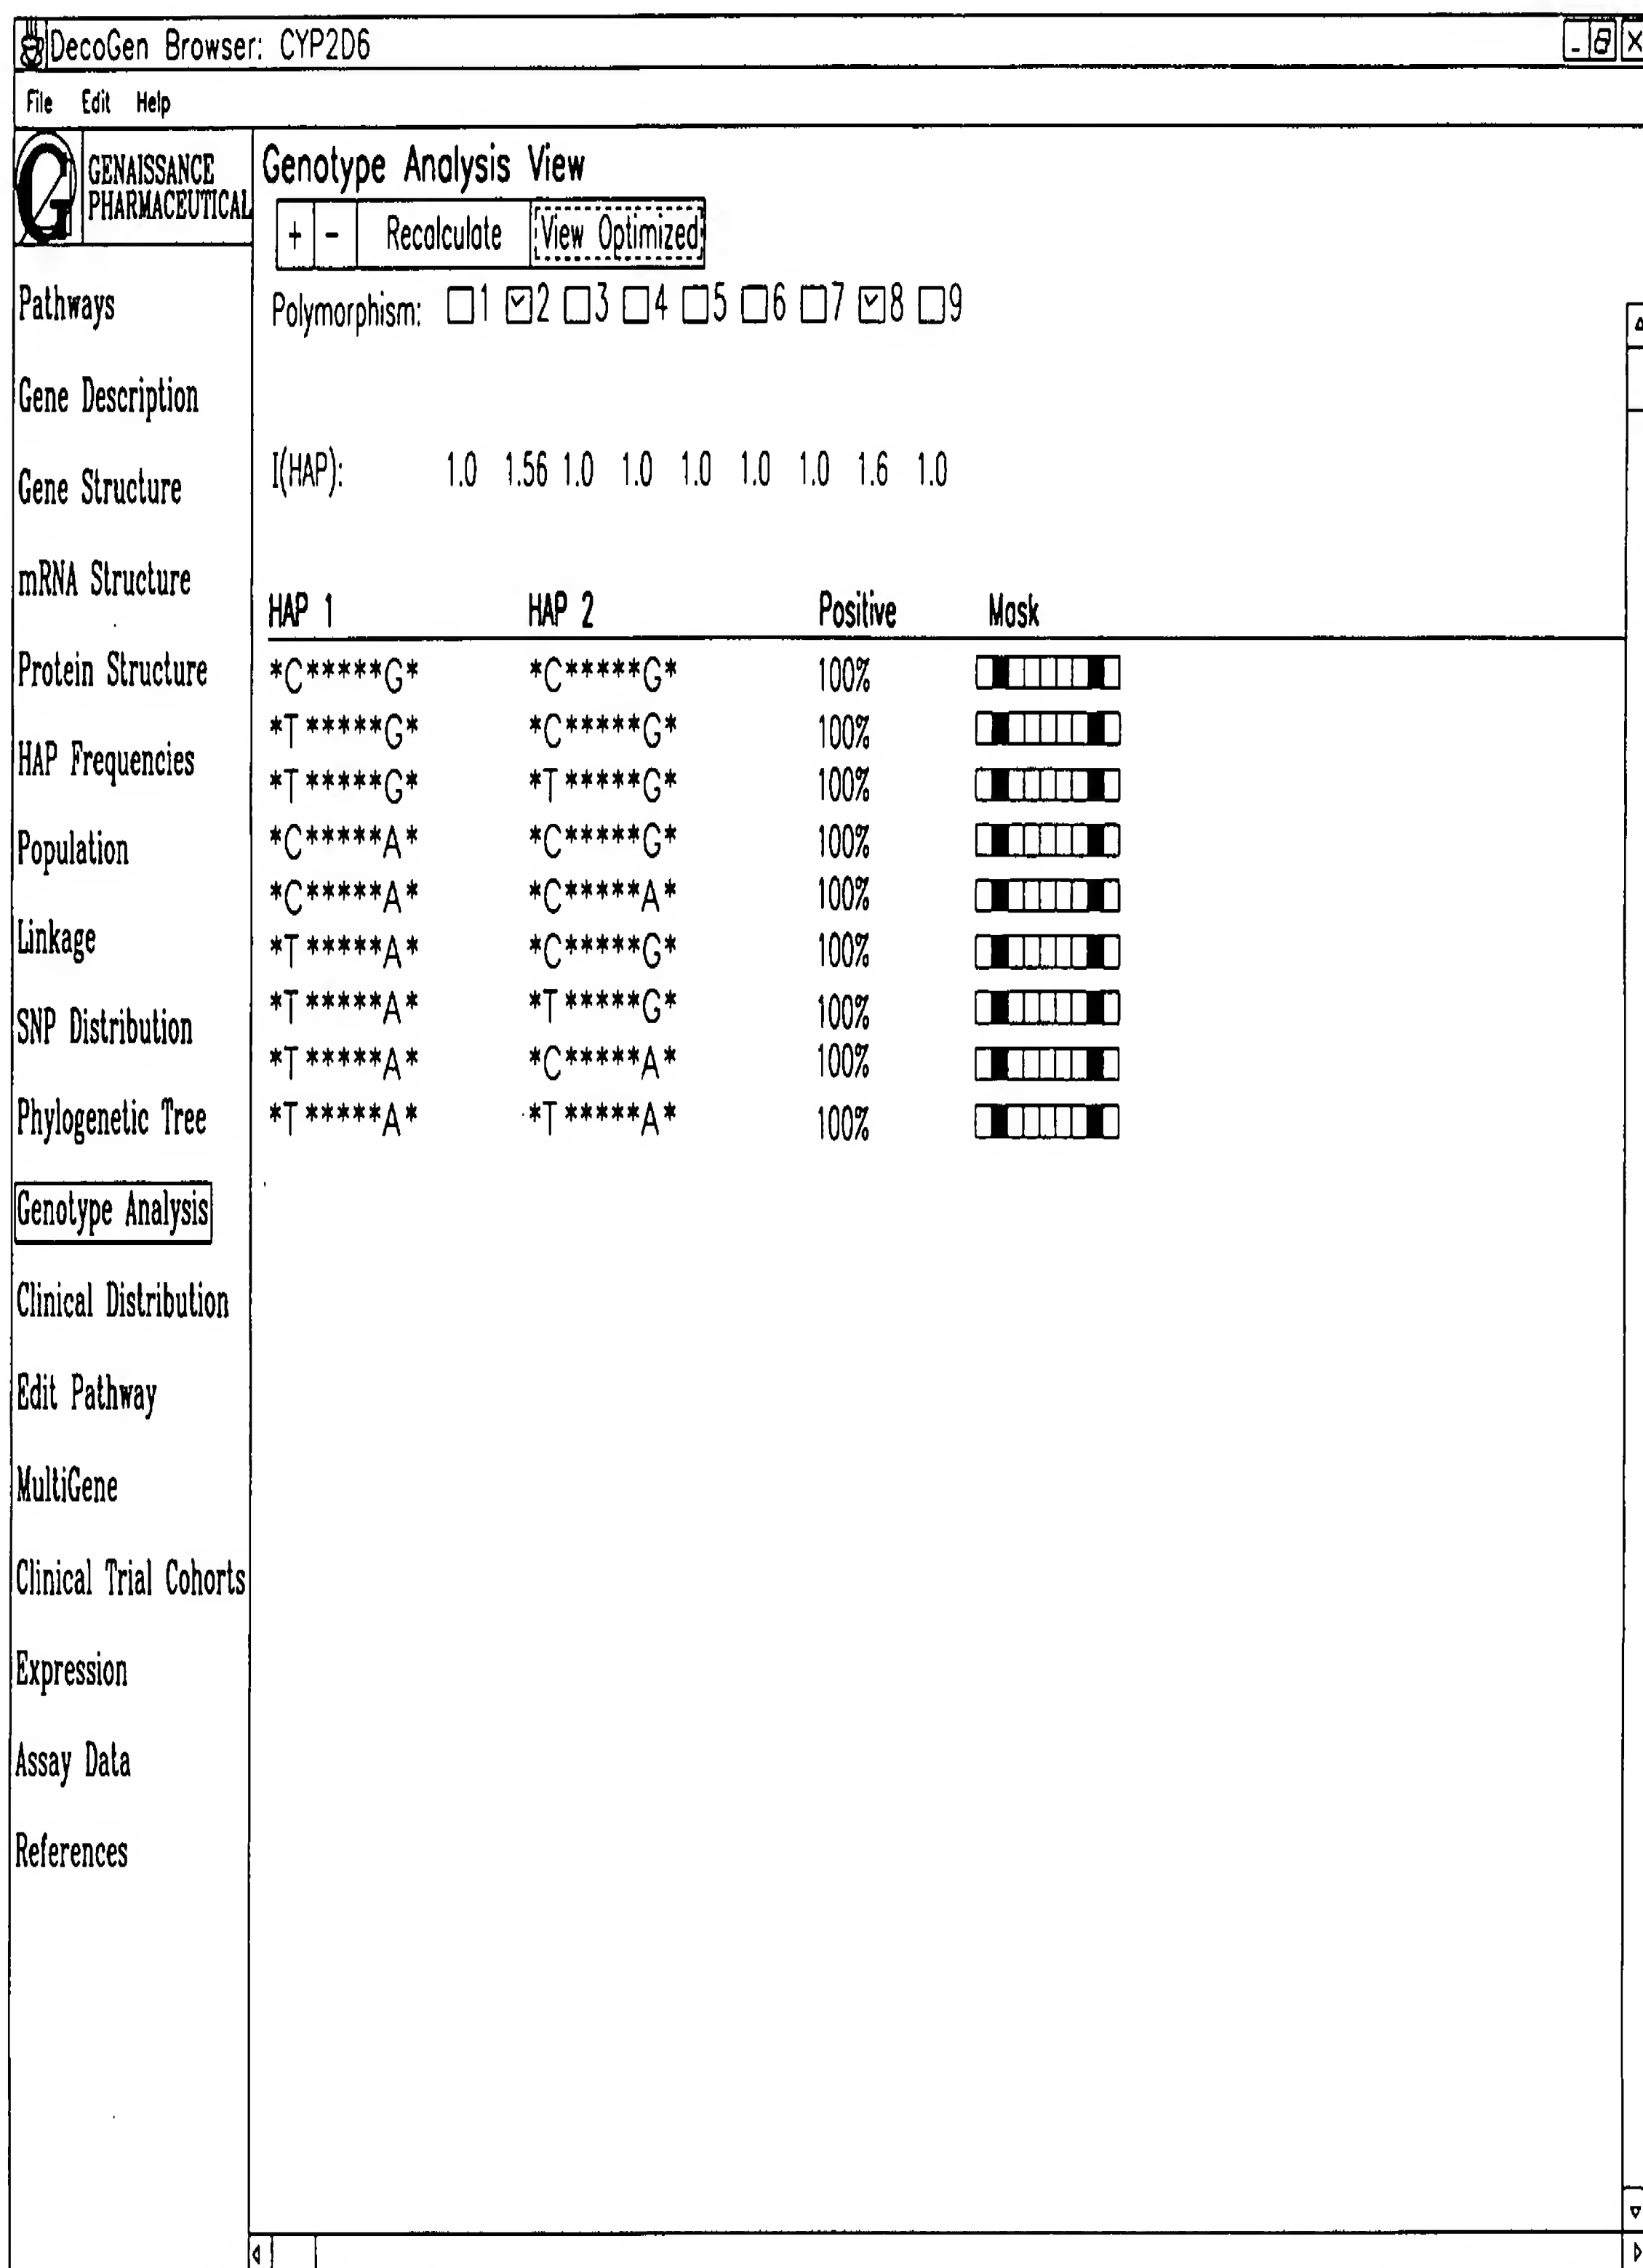 DecoGen Browser: CYP2D6
File Edit Help
GENAISSANCE
PHARMACEUTICAL
Pathways
Gene Description
Gene Structure
mRNA Structure
Protein Structure
HAP Frequencies
Population
Linkage
SNP Distribution
Phylogenetic Tree
Genotype Analysis
Clinical Distribution
Edit Pathway
MultiGene
Clinical Trial Cohorts
Expression
Assay Data
References
Genotype Analysis View
+ - Recalculate View Optimized
Polymorphism: 1 2 3 4 5 6 7 8 9
I(HAP): 1.0 1.56 1.0 1.0 1.0 1.0 1.0 1.6 1.0
HAP 1 HAP 2 Positive Mask
*C*****G* *C*****G* 100%
*T*****G* *C*****G* 100%
*T*****G* *T*****G* 100%
*C*****A* *C*****G* 100%
*C*****A* *C*****A* 100%
*T*****A* *C*****G* 100%
*T*****A* *T*****G* 100%
*T*****A* *C*****A* 100%
*T*****A* *T*****A* 100%